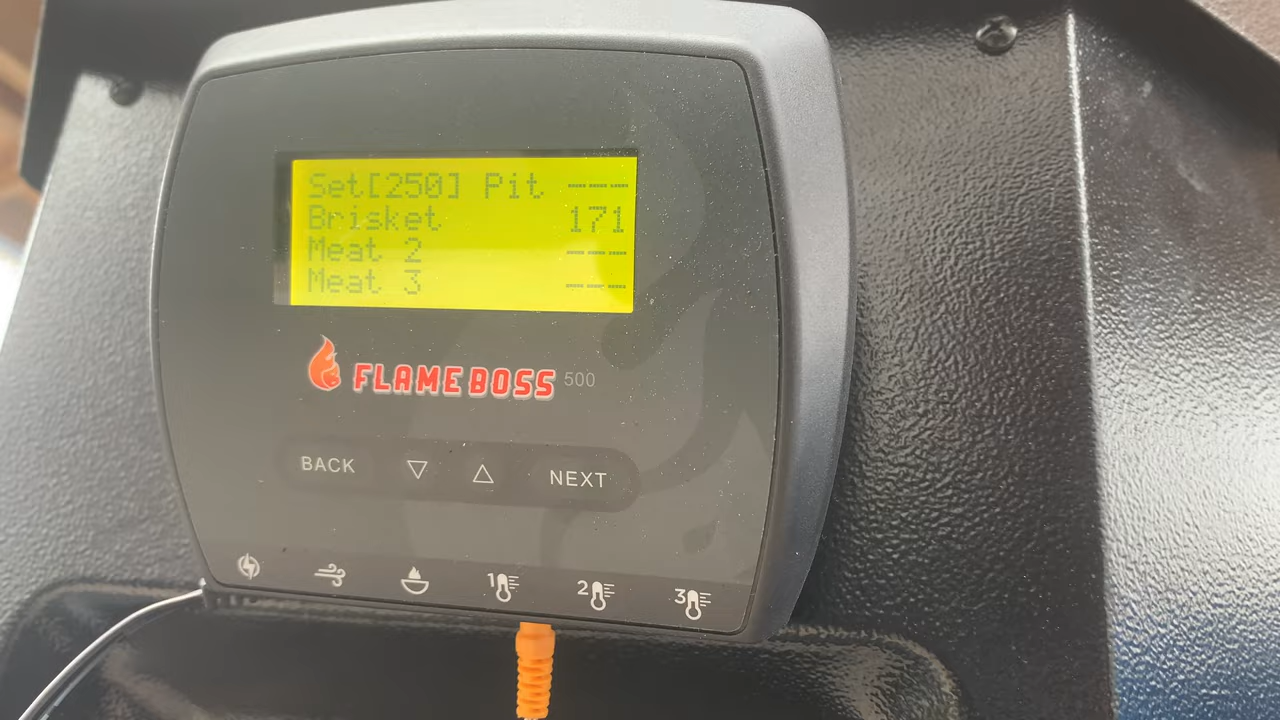 Set[250] Pit ---
Brisket 171
Meat 2 ---
Meat 3 ---
FLAME BOSS 500
BACK NEXT
1 2 3